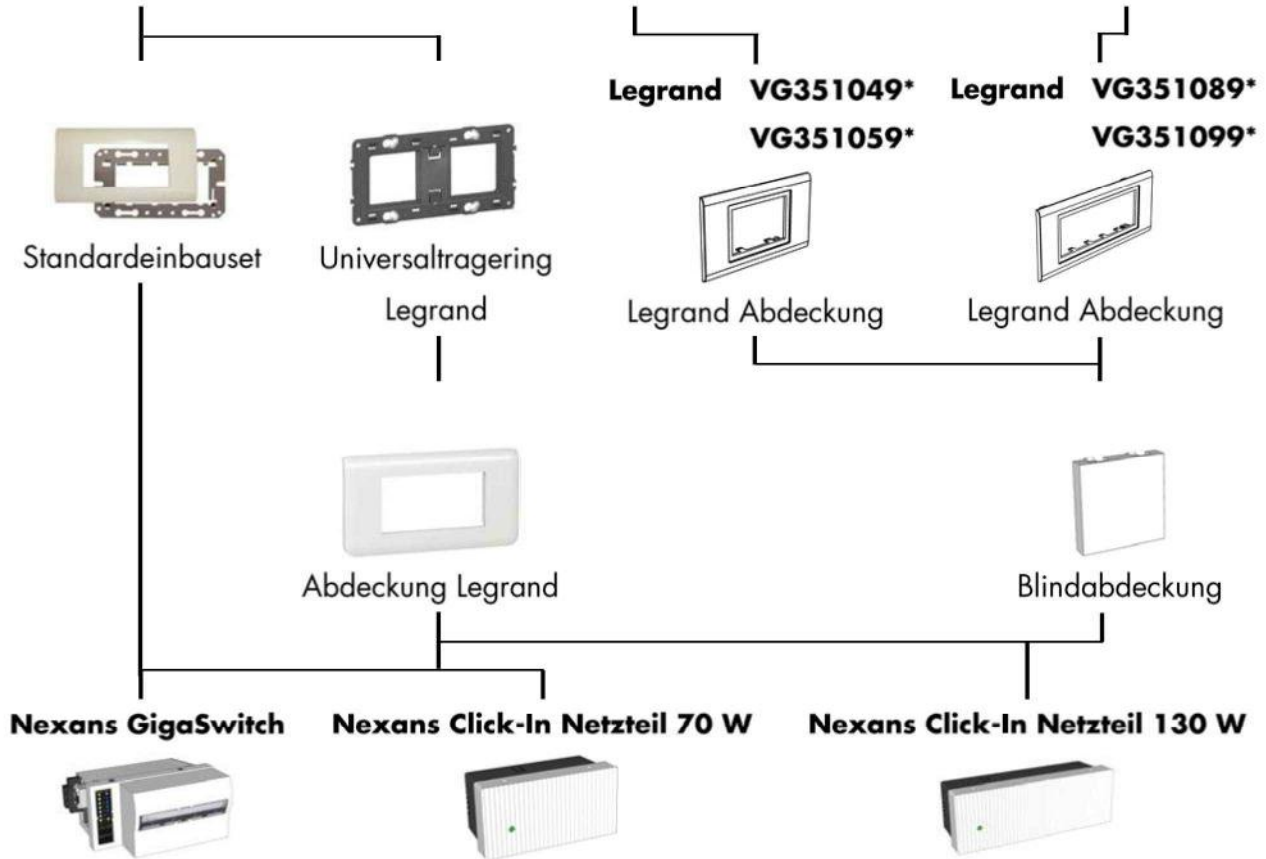 Legrand VG351049* Legrand VG351089*
VG351059* VG351099*
Standardeinbauset Universaltragering
Legrand
Legrand Abdeckung Legrand Abdeckung
Abdeckung Legrand Blindabdeckung
Nexans GigaSwitch Nexans Click-In Netzteil 70 W Nexans Click-In Netzteil 130 W